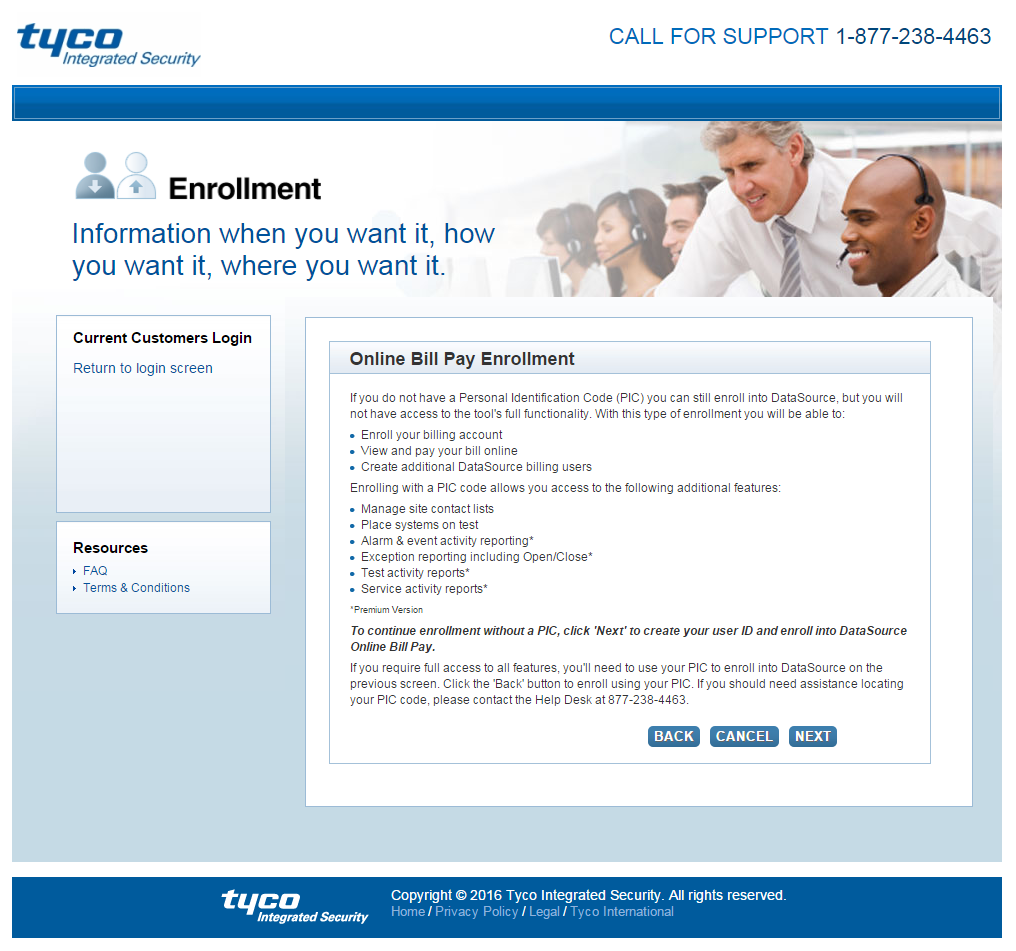 tyco
Integrated Security
CALL FOR SUPPORT 1-877-238-4463
Enrollment
Information when you want it, how
you want it, where you want it.
Current Customers Login
Return to login screen
Resources
FAQ
Terms & Conditions
Online Bill Pay Enrollment
If you do not have a Personal Identification Code (PIC) you can still enroll into DataSource, but you will
not have access to the tool's full functionality. With this type of enrollment you will be able to:
Enroll your billing account
View and pay your bill online
Create additional DataSource billing users
Enrolling with a PIC code allows you access to the following additional features:
Manage site contact lists
Place systems on test
Alarm & event activity reporting*
Exception reporting including Open/Close*
Test activity reports*
Service activity reports*
*Premium Version
To continue enrollment without a PIC, click 'Next' to create your user ID and enroll into DataSource
Online Bill Pay.
If you require full access to all features, you'll need to use your PIC to enroll into DataSource on the
previous screen. Click the 'Back' button to enroll using your PIC. If you should need assistance locating
your PIC code, please contact the Help Desk at 877-238-4463.
BACK CANCEL NEXT
tyco
Integrated Security
Copyright © 2016 Tyco Integrated Security. All rights reserved.
Home / Privacy Policy / Legal / Tyco International